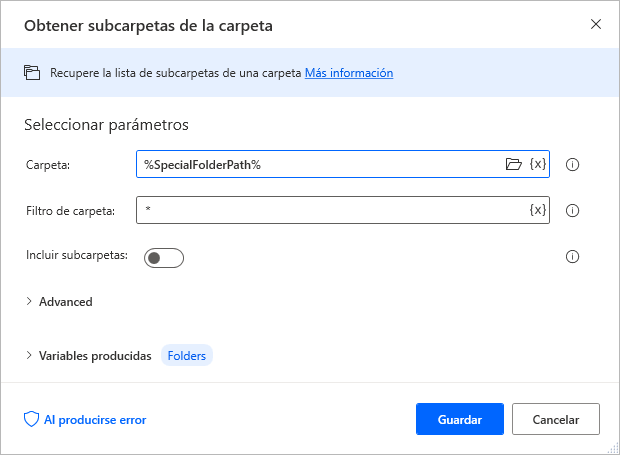 Obtener subcarpetas de la carpeta
Recupere la lista de subcarpetas de una carpeta Más información
Seleccionar parámetros
Carpeta: %SpecialFolderPath% {x}
Filtro de carpeta: * {x}
Incluir subcarpetas:
Advanced
Variables producidas Folders
Al producirse error Guardar Cancelar